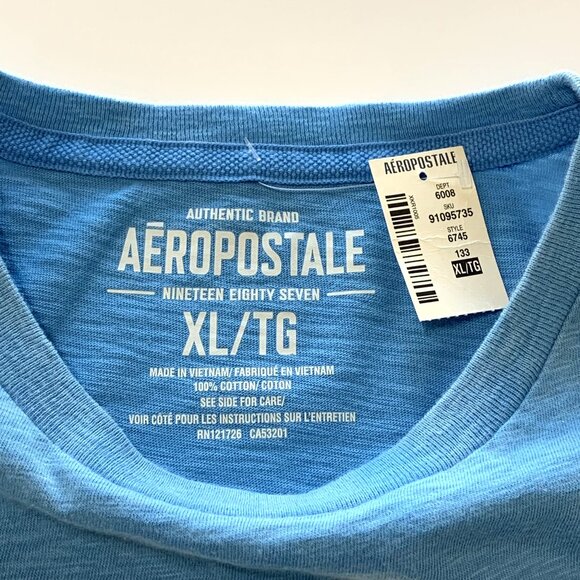 AUTHENTIC BRAND
AĒROPOSTALE
NINETEEN EIGHTY SEVEN
XL/TG
MADE IN VIETNAM/ FABRIQUÉ EN VIETNAM
100% COTTON/ COTON
SEE SIDE FOR CARE/
VOIR CÔTÉ POUR LES INSTRUCTIONS SUR L'ENTRETIEN
RN121726 CA53201
AÉROPOSTALE
DEPT
6008
SKU
91095735
STYLE
6745
133
XL/TG